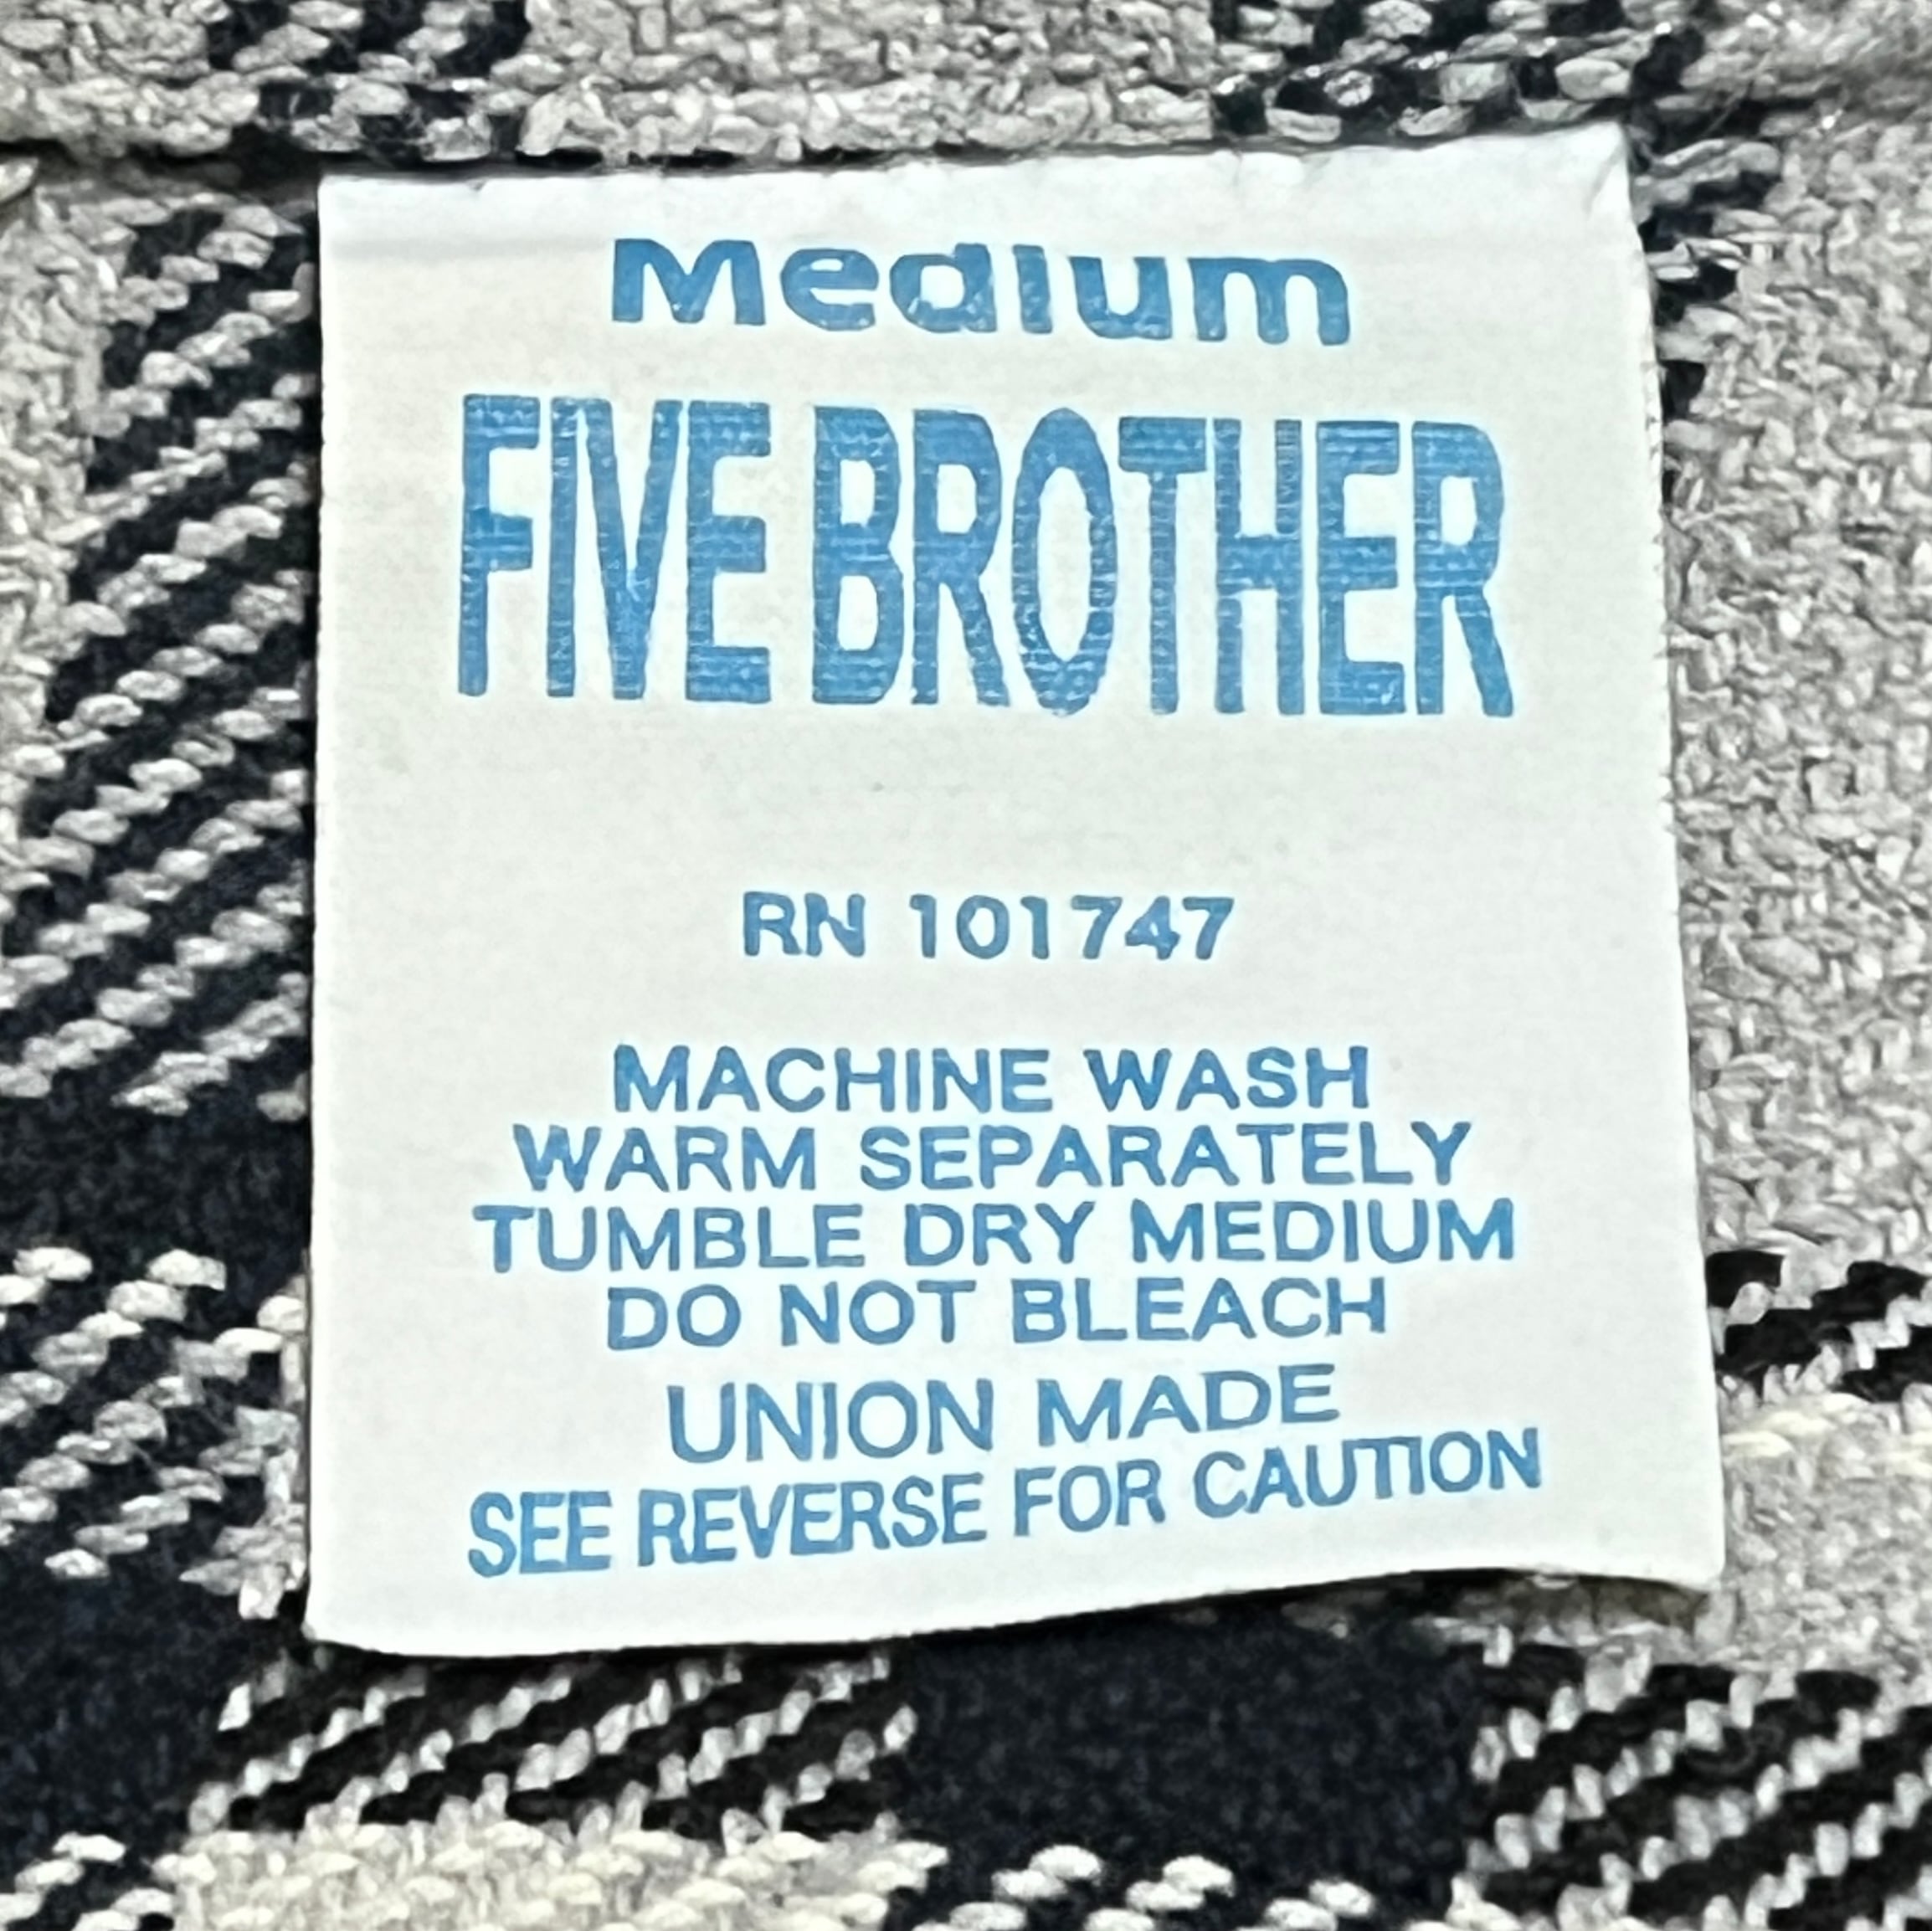 Medium
FIVE BROTHER
RN 101747
MACHINE WASH
WARM SEPARATELY
TUMBLE DRY MEDIUM
DO NOT BLEACH
UNION MADE
SEE REVERSE FOR CAUTION